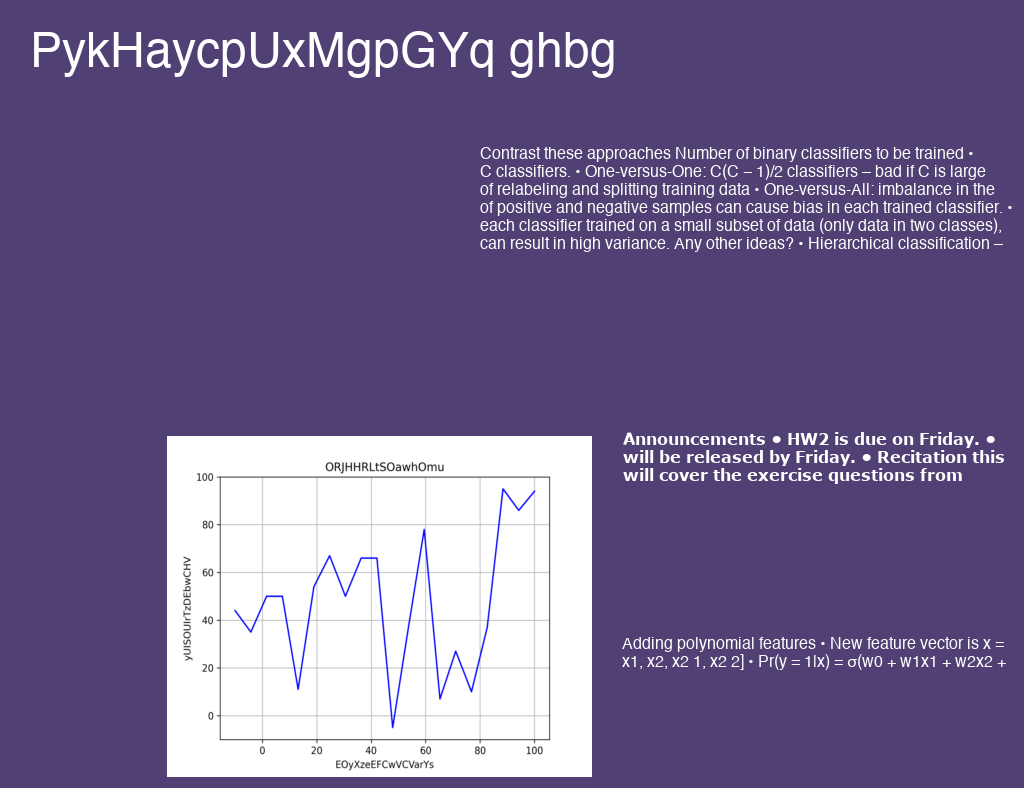 PykHaycpUxMgpGYq ghbg
Contrast these approaches Number of binary classifiers to be trained •
C classifiers. • One-versus-One: C(C − 1)/2 classifiers – bad if C is large
of relabeling and splitting training data • One-versus-All: imbalance in the
of positive and negative samples can cause bias in each trained classifier. •
each classifier trained on a small subset of data (only data in two classes),
can result in high variance. Any other ideas? • Hierarchical classification –
Announcements ● HW2 is due on Friday. ●
will be released by Friday. ● Recitation this
will cover the exercise questions from
ORJHHRLtSOawhOmu
100
80
60
40
20
0
yUISOUIrTzDEbwCHV
0 20 40 60 80 100
EOyXzeEFCwVCVarYs
Adding polynomial features • New feature vector is x =
x1, x2, x2 1, x2 2] • Pr(y = 1|x) = σ(w0 + w1x1 + w2x2 +